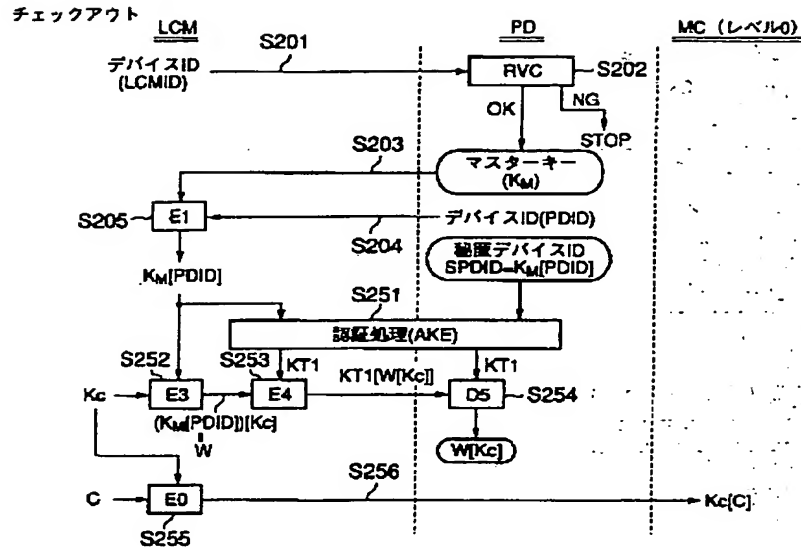 チェックアウト
LCM
PD
MC (レベル0)
S201
デバイスID
(LCMID)
RVC
S202
OK
NG
STOP
S203
マスターキー
(KM)
S205
E1
デバイスID(PDID)
S204
KM[PDID]
秘匿デバイスID
SPDID=KM[PDID]
S251
認証処理(AKE)
S252
S253
KT1
KT1
Kc
E3
E4
KT1[W[Kc]]
D5
S254
(KM[PDID])[Kc]
=
W
W[Kc]
S256
C
E0
Kc[C]
S255